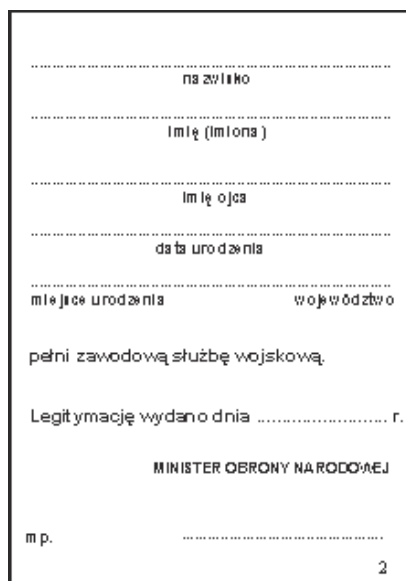 ................................................................
nazwisko
................................................................
imię (imiona)
................................................................
imię ojca
................................................................
data urodzenia
................................................................
miejsce urodzenia województwo
pełni zawodową służbę wojskową.
Legitymację wydano dnia ........................ r.
MINISTER OBRONY NARODOWEJ
mp. ........................................
2